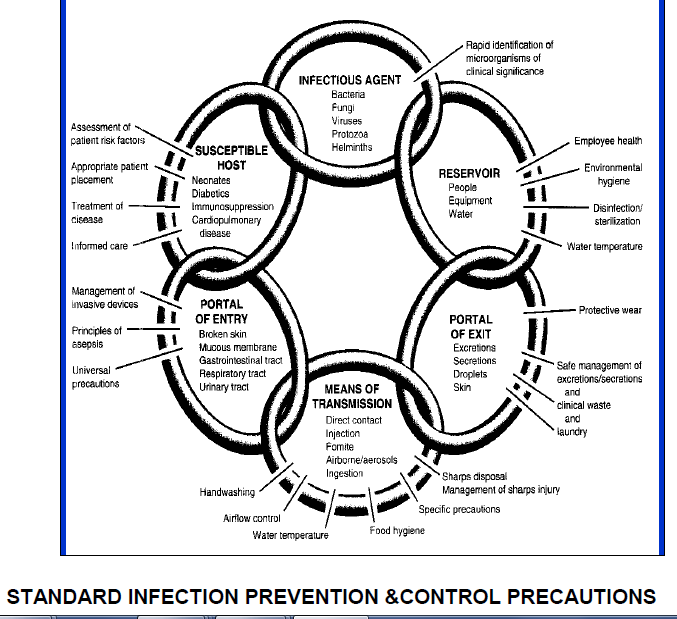 Rapid identification of
microorganisms of
clinical significance
INFECTIOUS AGENT
Bacteria
Fungi
Viruses
Protozoa
Helminths
Assessment of
patient risk factors
Appropriate patient
placement
Treatment of
disease
Informed care
SUSCEPTIBLE
HOST
Neonates
Diabetics
Immunosuppression
Cardiopulmonary
disease
RESERVOIR
People
Equipment
Water
Employee health
Environmental
hygiene
Disinfection/
sterilization
Water temperature
Management of
invasive devices
Principles of
asepsis
Universal
precautions
PORTAL
OF ENTRY
Broken skin
Mucous membrane
Gastrointestinal tract
Respiratory tract
Urinary tract
PORTAL
OF EXIT
Excretions
Secretions
Droplets
Skin
Protective wear
Safe management of
excretions/secretions
and
clinical waste
and
laundry
MEANS OF
TRANSMISSION
Direct contact
Injection
Fomite
Airborne/aerosols
Ingestion
Handwashing
Airflow control
Water temperature
Food hygiene
Specific precautions
Sharps disposal
Management of sharps injury
STANDARD INFECTION PREVENTION &CONTROL PRECAUTIONS